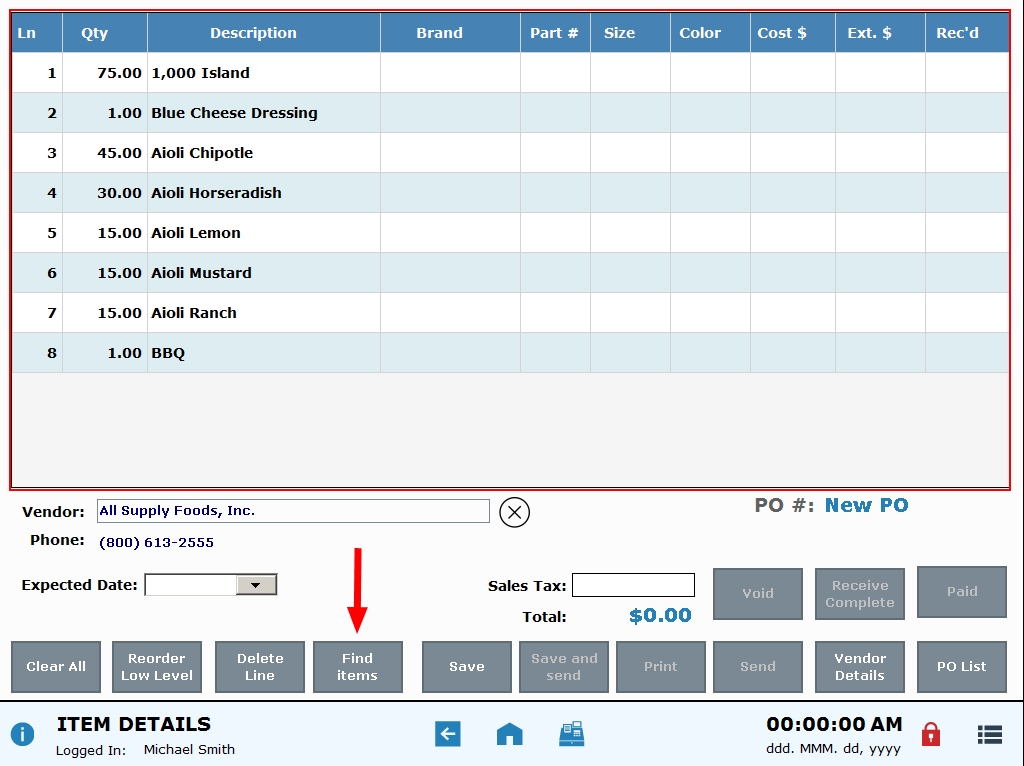 Ln Qty Description Brand Part # Size Color Cost $ Ext. $ Rec'd
1 75.00 1,000 Island
2 1.00 Blue Cheese Dressing
3 45.00 Aioli Chipotle
4 30.00 Aioli Horseradish
5 15.00 Aioli Lemon
6 15.00 Aioli Mustard
7 15.00 Aioli Ranch
8 1.00 BBQ
Vendor: All Supply Foods, Inc. PO #: New PO
Phone: (800) 613-2555
Expected Date: Sales Tax:
Total: $0.00
Void
Receive
Complete
Paid
Clear All
Reorder
Low Level
Delete
Line
Find
items
Save
Save and
send
Print
Send
Vendor
Details
PO List
ITEM DETAILS
Logged In: Michael Smith
00:00:00 AM
ddd. MMM. dd, yyyy